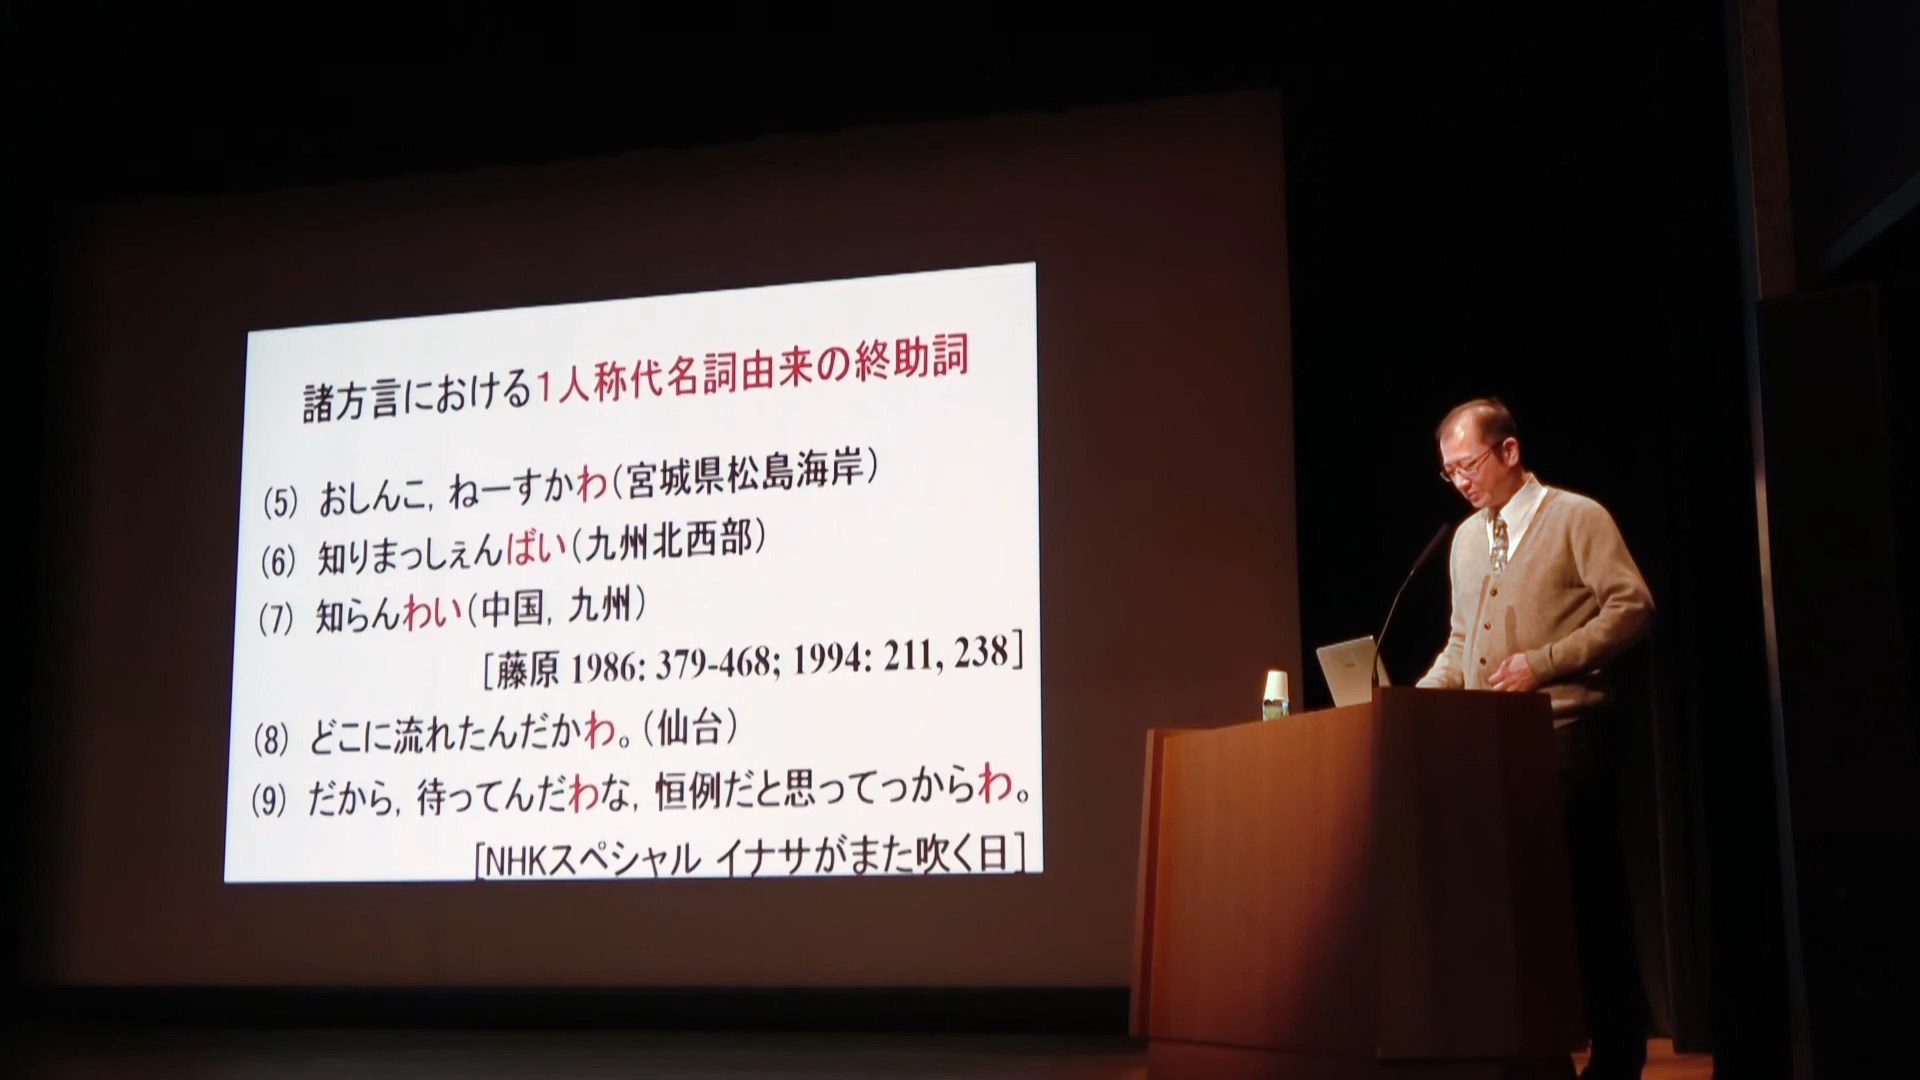 諸方言における1人称代名詞由来の終助詞
(5) おしんこ, ねーすかわ(宮城県松島海岸)
(6) 知りまっしぇんばい(九州北西部)
(7) 知らんわい(中国, 九州)
[藤原 1986: 379-468; 1994: 211, 238]
(8) どこに流れたんだかわ。(仙台)
(9) だから, 待ってんだわな, 恒例だと思ってっからわ。
[NHKスペシャル イナサがまた吹く日]